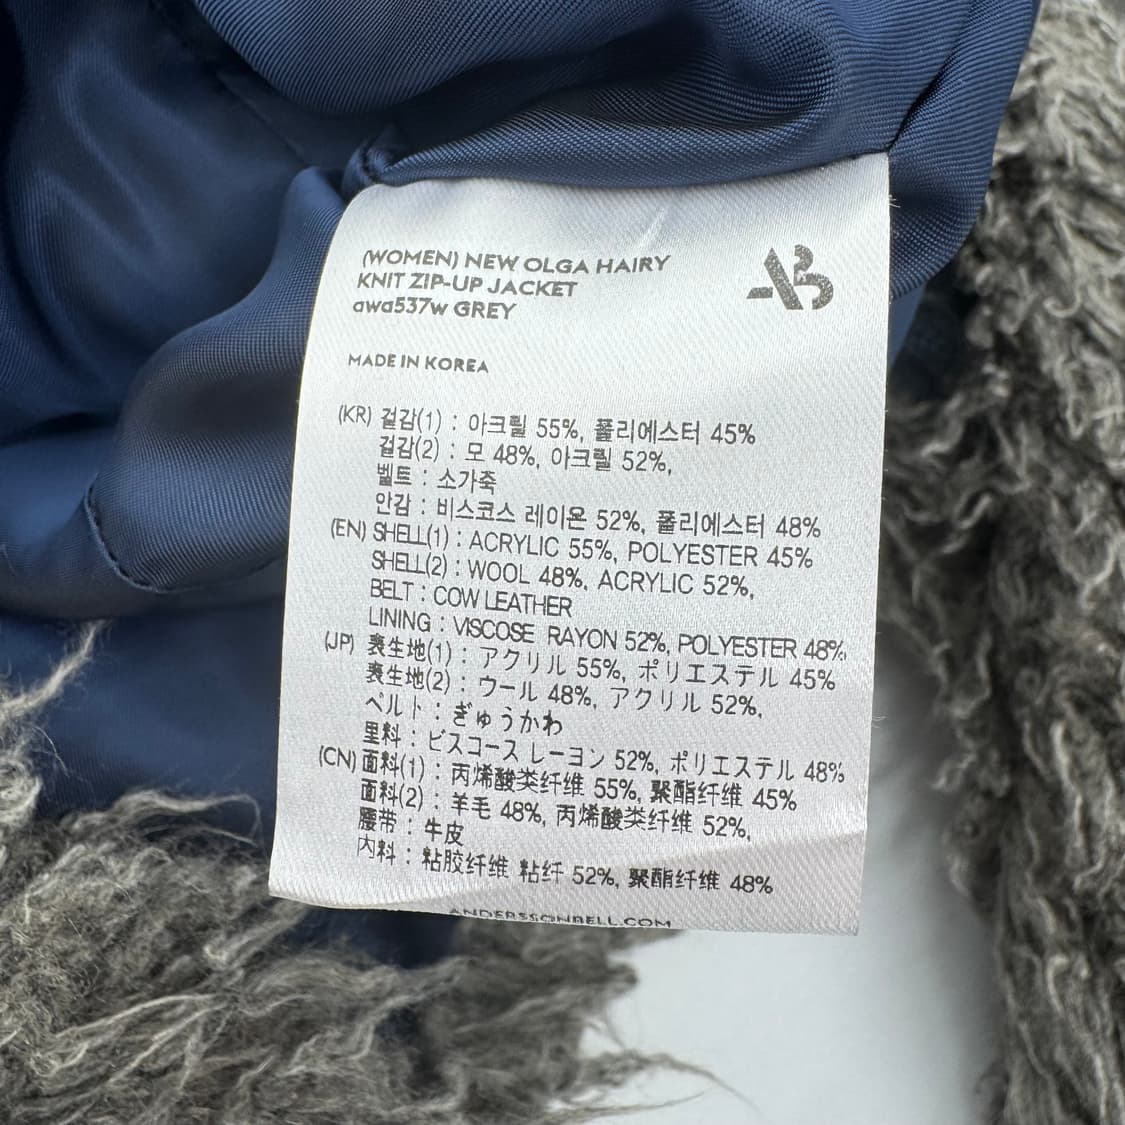 (WOMEN) NEW OLGA HAIRY
KNIT ZIP-UP JACKET
awa537w GREY
MADE IN KOREA
(KR) 겉감(1) : 아크릴 55%, 폴리에스터 45%
겉감(2) : 모 48%, 아크릴 52%,
벨트 : 소가죽
안감 : 비스코스 레이온 52%, 폴리에스터 48%
(EN) SHELL(1) : ACRYLIC 55%, POLYESTER 45%
SHELL(2) : WOOL 48%, ACRYLIC 52%,
BELT : COW LEATHER
LINING : VISCOSE RAYON 52%, POLYESTER 48%
(JP) 表生地(1) : アクリル 55%, ポリエステル 45%
表生地(2) : ウール 48%, アクリル 52%,
ベルト : ぎゅうかわ
里料 : ビスコース レーヨン 52%, ポリエステル 48%
(CN) 面料(1) : 丙烯酸类纤维 55%, 聚酯纤维 45%
面料(2) : 羊毛 48%, 丙烯酸类纤维 52%,
腰带 : 牛皮
内料 : 粘胶纤维 粘纤 52%, 聚酯纤维 48%
ANDERSSONBELL.COM